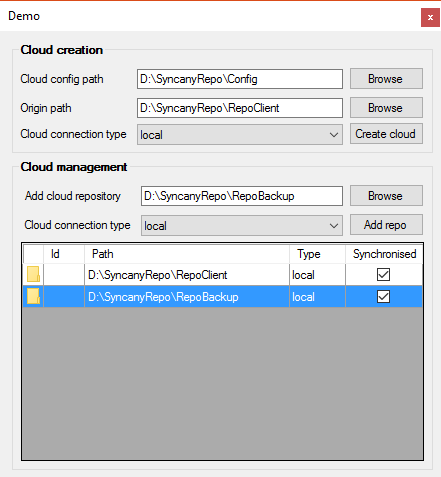 Demo
x
Cloud creation
Cloud config path D:\SyncanyRepo\Config Browse
Origin path D:\SyncanyRepo\RepoClient Browse
Cloud connection type local Create cloud
Cloud management
Add cloud repository D:\SyncanyRepo\RepoBackup Browse
Cloud connection type local Add repo
Id Path Type Synchronised
D:\SyncanyRepo\RepoClient local
D:\SyncanyRepo\RepoBackup local